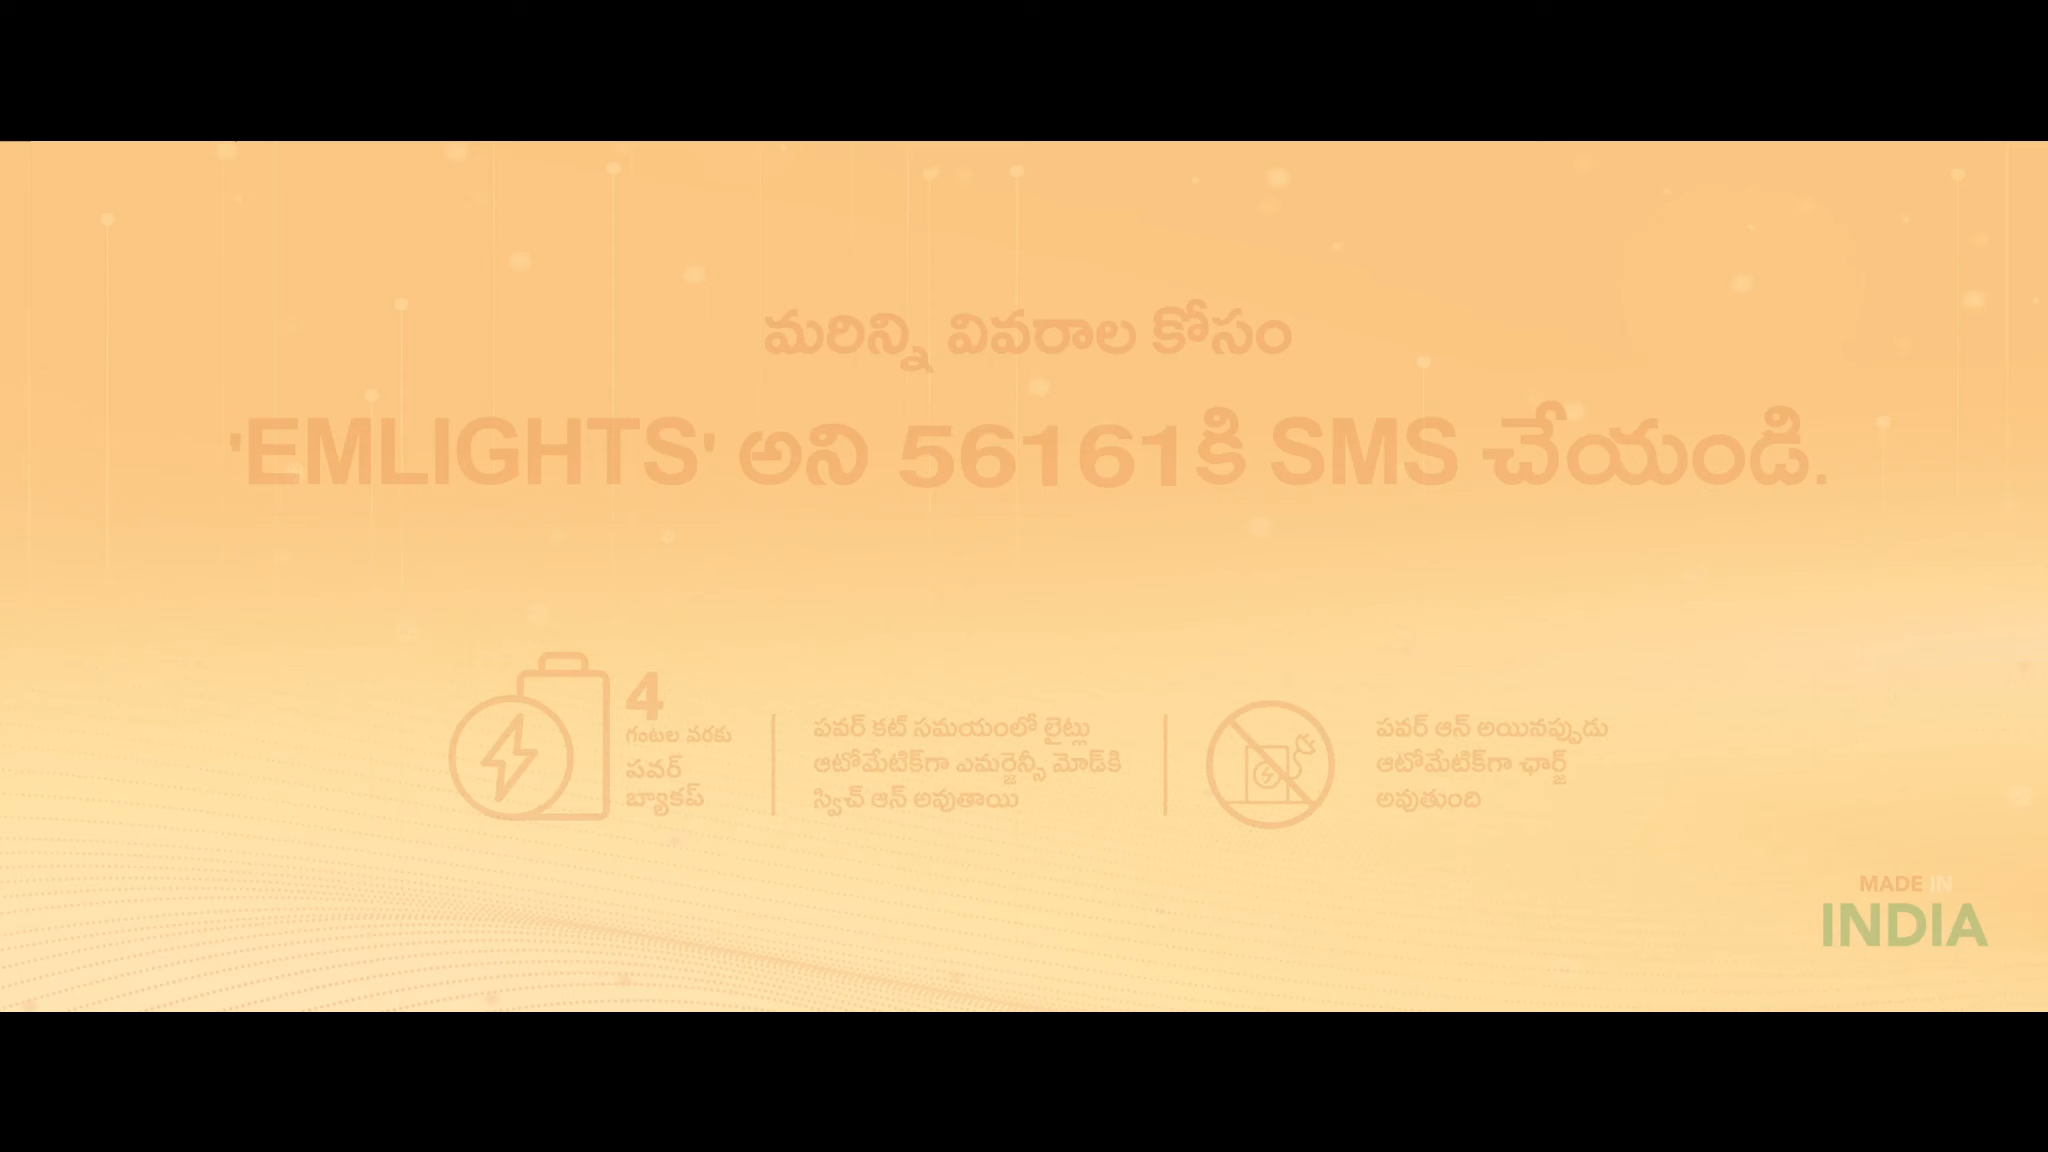 మరిన్ని వివరాల కోసం
'EMLIGHTS' అని 56161కి SMS చేయండి.
4
గంటల వరకు
పవర్
బ్యాకప్
పవర్ కట్ సమయంలో లైట్లు
ఆటోమేటిక్‌గా ఎమర్జెన్సీ మోడ్‌కి
స్విచ్ ఆన్ అవుతాయి
పవర్ ఆన్ అయినప్పుడు
ఆటోమేటిక్‌గా ఛార్జ్
అవుతుంది
MADE IN
INDIA